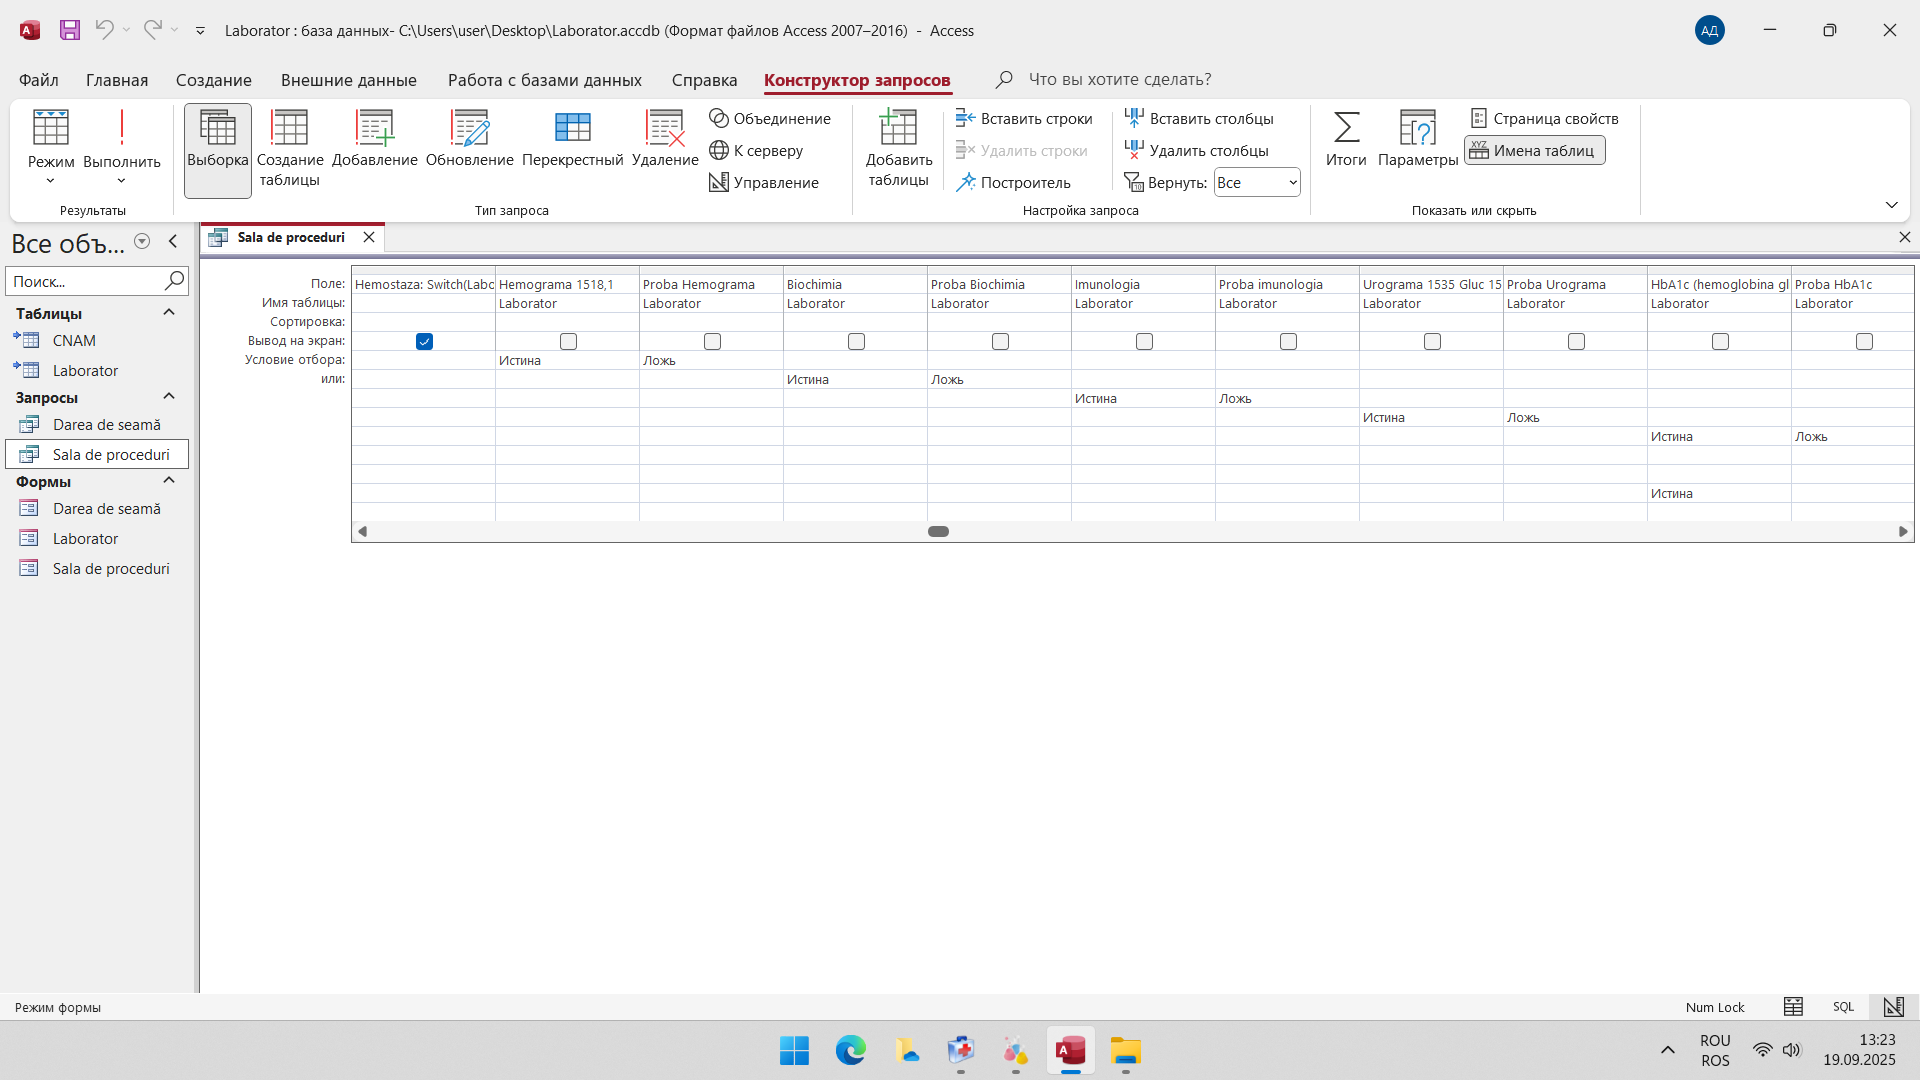 Laborator : база данных- C:\Users\user\Desktop\Laborator.accdb (Формат файлов Access 2007–2016)  -  Access
АД
Файл
Главная
Создание
Внешние данные
Работа с базами данных
Справка
Конструктор запросов
Что вы хотите сделать?
Режим
Выполнить
Результаты
Выборка
Создание таблицы
Добавление
Обновление
Перекрестный
Удаление
Объединение
К серверу
Управление
Тип запроса
Добавить таблицы
Вставить строки
Удалить строки
Построитель
Вставить столбцы
Удалить столбцы
Вернуть: Все
Настройка запроса
Итоги
Параметры
Страница свойств
XYZ Имена таблиц
Показать или скрыть
Все объ...
Поиск...
Таблицы
CNAM
Laborator
Запросы
Darea de seamă
Sala de proceduri
Формы
Darea de seamă
Laborator
Sala de proceduri
Sala de proceduri
Поле: Hemostaza: Switch(Labo Hemograma 1518,1 Proba Hemograma Biochimia Proba Biochimia Imunologia Proba imunologia Urograma 1535 Gluc 15 Proba Urograma HbA1c (hemoglobina gl Proba HbA1c
Имя таблицы: Laborator Laborator Laborator Laborator Laborator Laborator Laborator Laborator Laborator Laborator
Сортировка:
Вывод на экран:
Условие отбора: Истина Ложь
или: Истина Ложь
Истина Ложь
Истина Ложь
Истина Ложь
Истина
Режим формы
Num Lock
SQL
ROU
ROS
13:23
19.09.2025